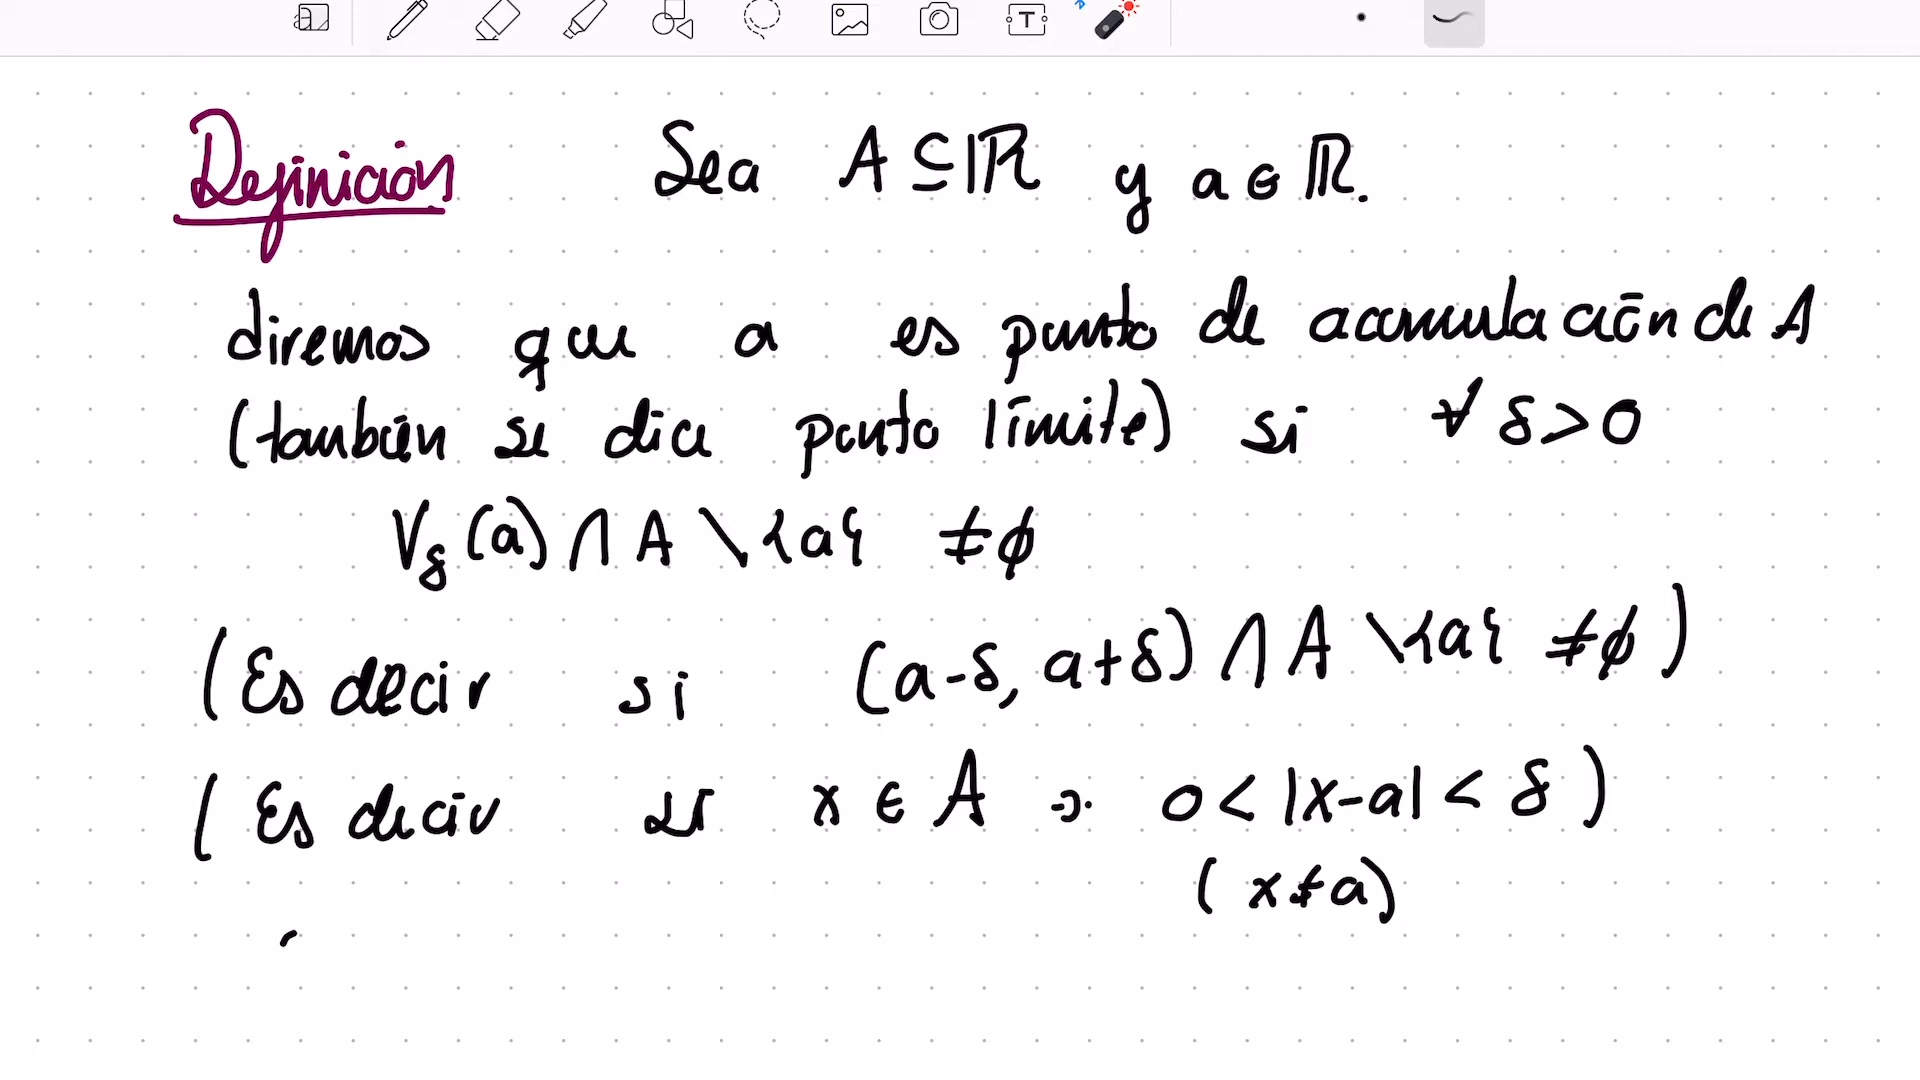 Definición Sea A ⊆ ℝ y a ∈ ℝ.
diremos que a es punto de acumulación de A
(también se dice punto límite) si ∀ δ > 0
V_δ(a) ∩ A \ {a} ≠ ∅
(Es decir si (a-δ, a+δ) ∩ A \ {a} ≠ ∅)
(Es decir si x ∈ A ∴ 0 < |x-a| < δ)
(x ≠ a)